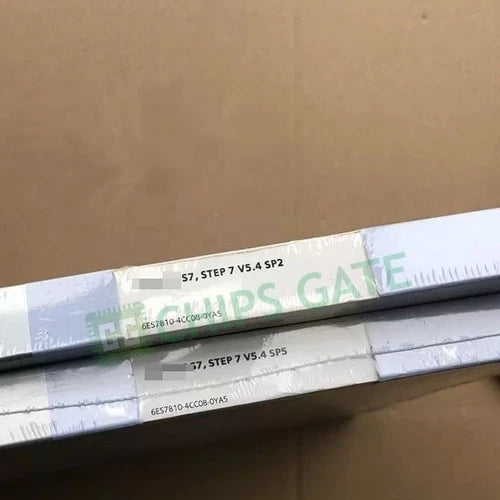 S7, STEP 7 V5.4 SP2
6ES7810-4CC08-0YA5
CHIPS GATE
S7, STEP 7 V5.4 SP5
6ES7810-4CC08-0YA5